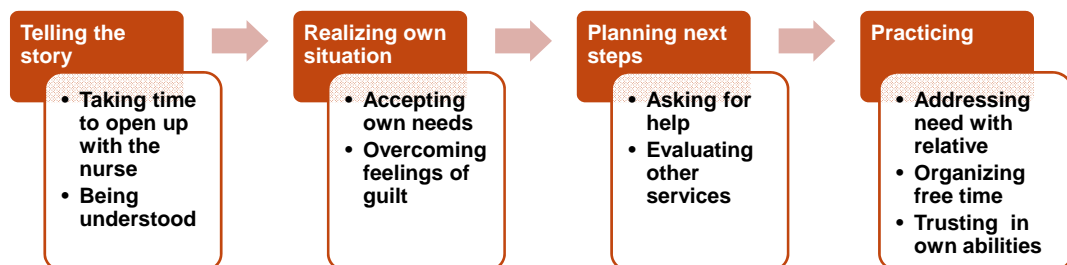 Telling the
story
• Taking time
to open up
with the
nurse
• Being
understood
Realizing own
situation
• Accepting
own needs
• Overcoming
feelings of
guilt
Planning next
steps
• Asking for
help
• Evaluating
other
services
Practicing
• Addressing
need with
relative
• Organizing
free time
• Trusting in
own abilities